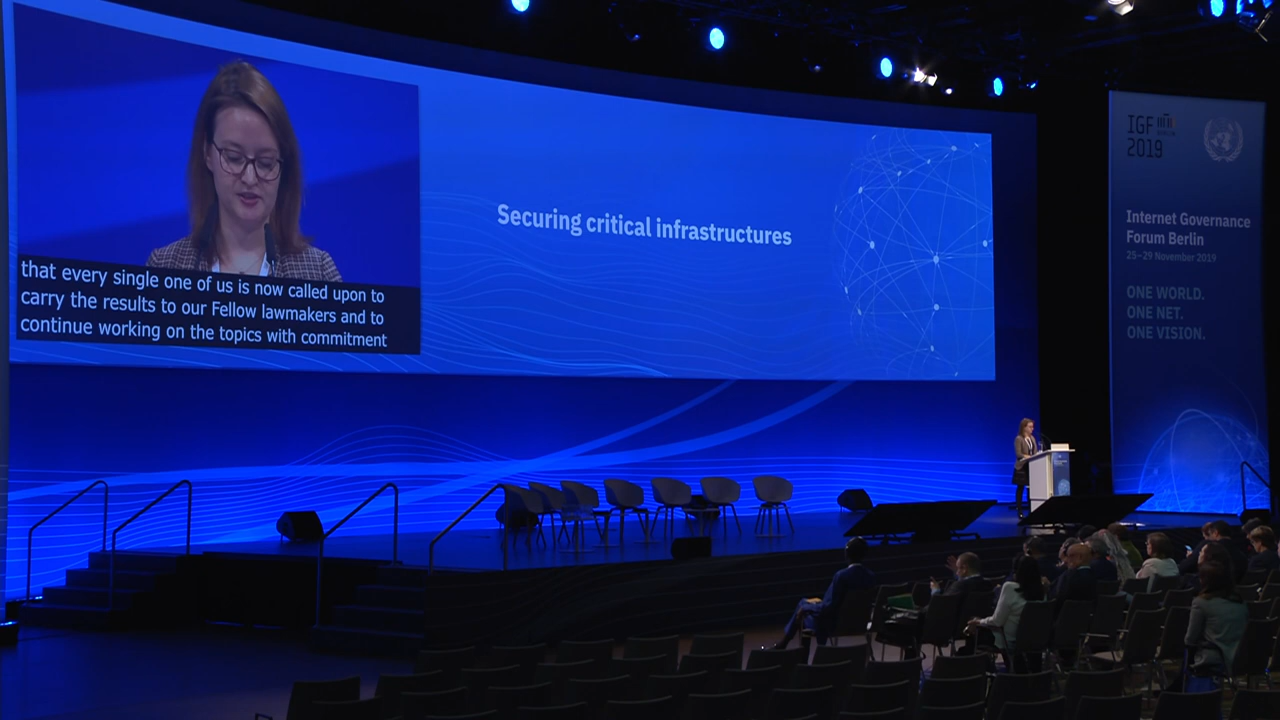 that every single one of us is now called upon to
carry the results to our Fellow lawmakers and to
continue working on the topics with commitment
Securing critical infrastructures
IGF
2019
Internet Governance
Forum Berlin
25–29 November 2019
ONE WORLD.
ONE NET.
ONE VISION.